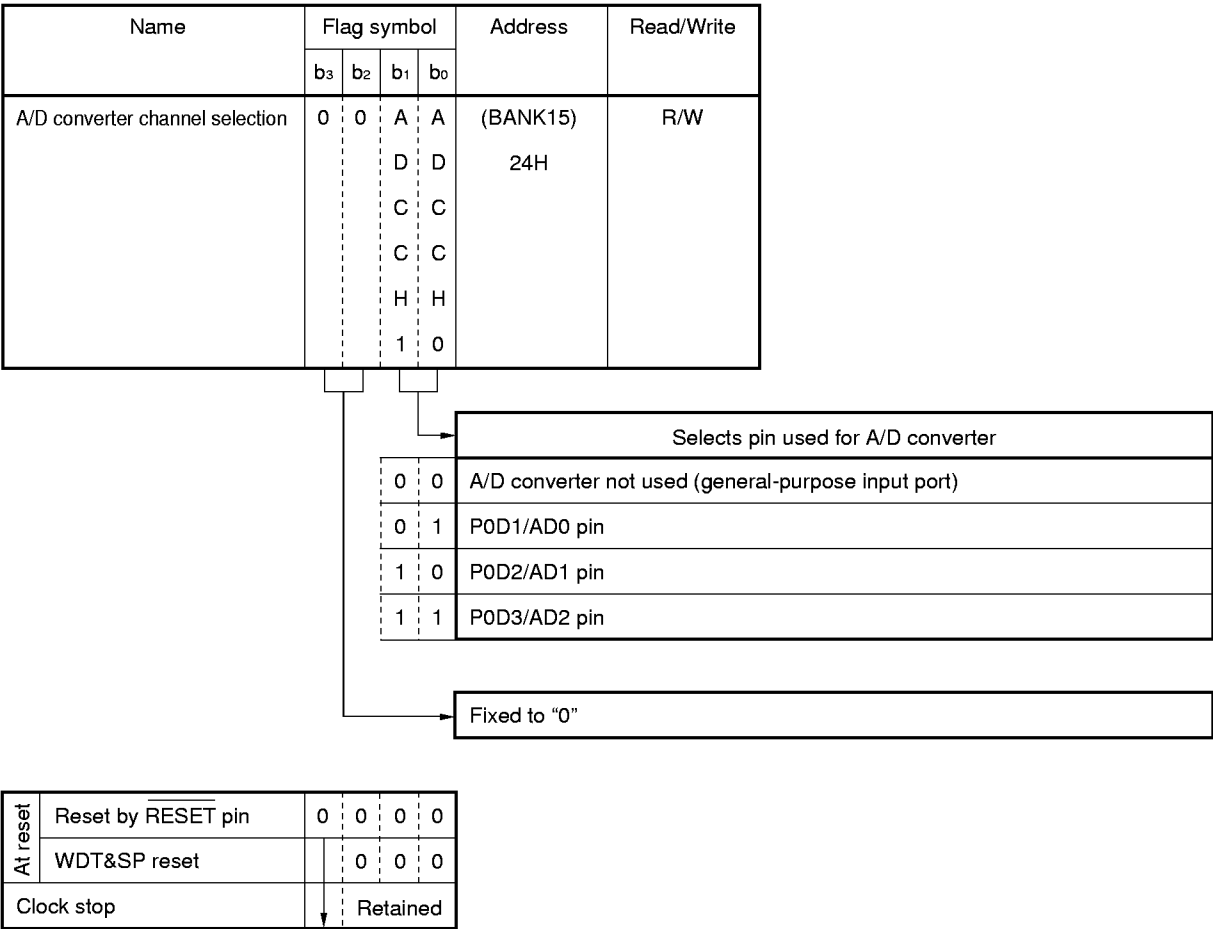 Name Flag symbol Address Read/Write
b3 b2 b1 b0
A/D converter channel selection 0 0 A A (BANK15) R/W
D D 24H
C C
C C
H H
1 0
Selects pin used for A/D converter
0 0 A/D converter not used (general-purpose input port)
0 1 P0D1/AD0 pin
1 0 P0D2/AD1 pin
1 1 P0D3/AD2 pin
Fixed to “0”
At reset
Reset by RESET pin 0 0 0 0
WDT&SP reset 0 0 0
Clock stop Retained